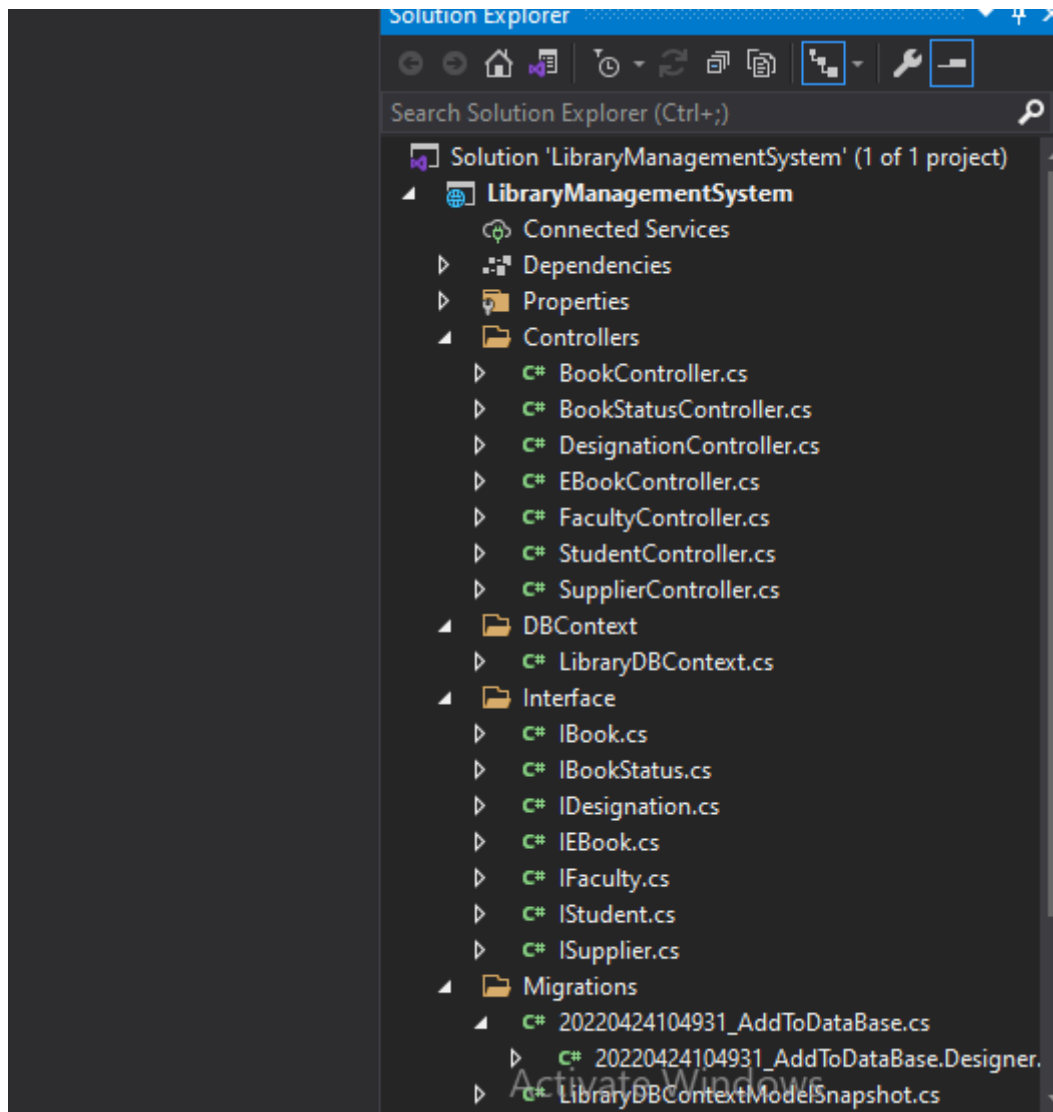 Solution Explorer
Search Solution Explorer (Ctrl+;)
Solution 'LibraryManagementSystem' (1 of 1 project)
LibraryManagementSystem
Connected Services
Dependencies
Properties
Controllers
C# BookController.cs
C# BookStatusController.cs
C# DesignationController.cs
C# EBookController.cs
C# FacultyController.cs
C# StudentController.cs
C# SupplierController.cs
DBContext
C# LibraryDBContext.cs
Interface
C# IBook.cs
C# IBookStatus.cs
C# IDesignation.cs
C# IEBook.cs
C# IFaculty.cs
C# IStudent.cs
C# ISupplier.cs
Migrations
C# 20220424104931_AddToDataBase.cs
C# 20220424104931_AddToDataBase.Designer.
Activate Windows
C# LibraryDBContextModelSnapshot.cs